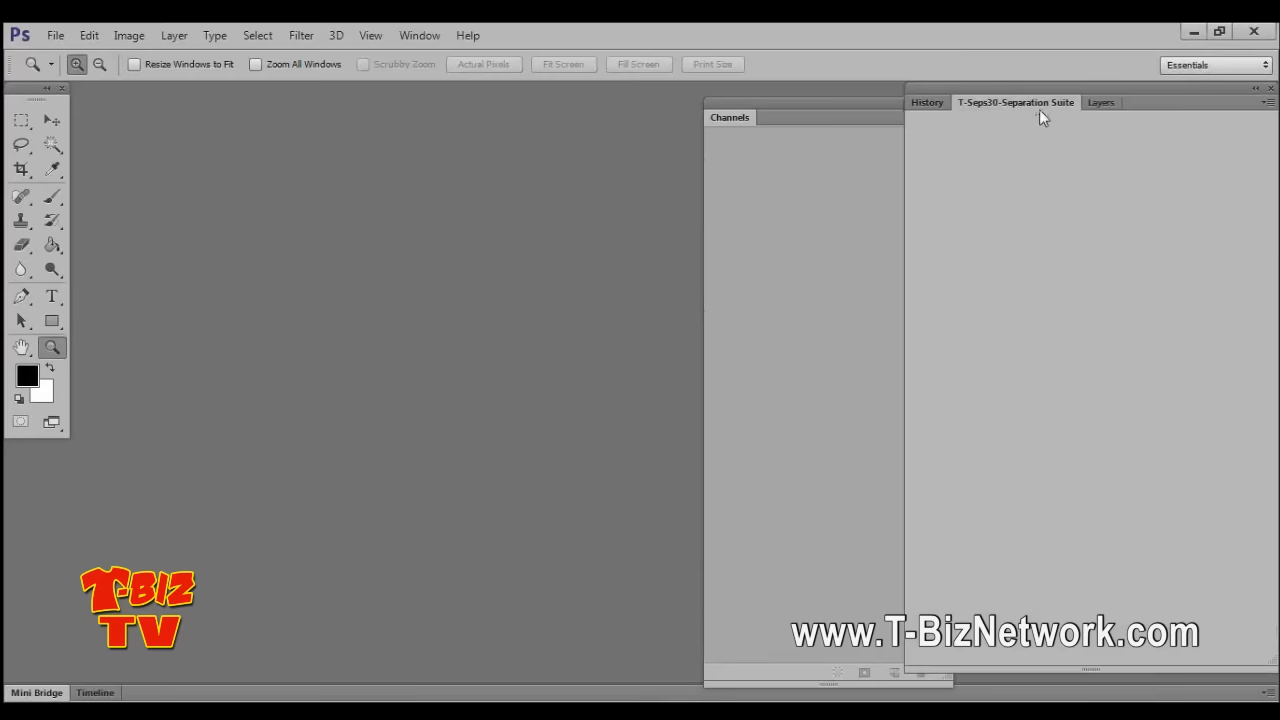 Ps File Edit Image Layer Type Select Filter 3D View Window Help
Resize Windows to Fit Zoom All Windows Scrubby Zoom Actual Pixels Fit Screen Fill Screen Print Size Essentials
History T-Seps30-Separation Suite Layers
Channels
T-BIZ
TV
www.T-BizNetwork.com
Mini Bridge Timeline